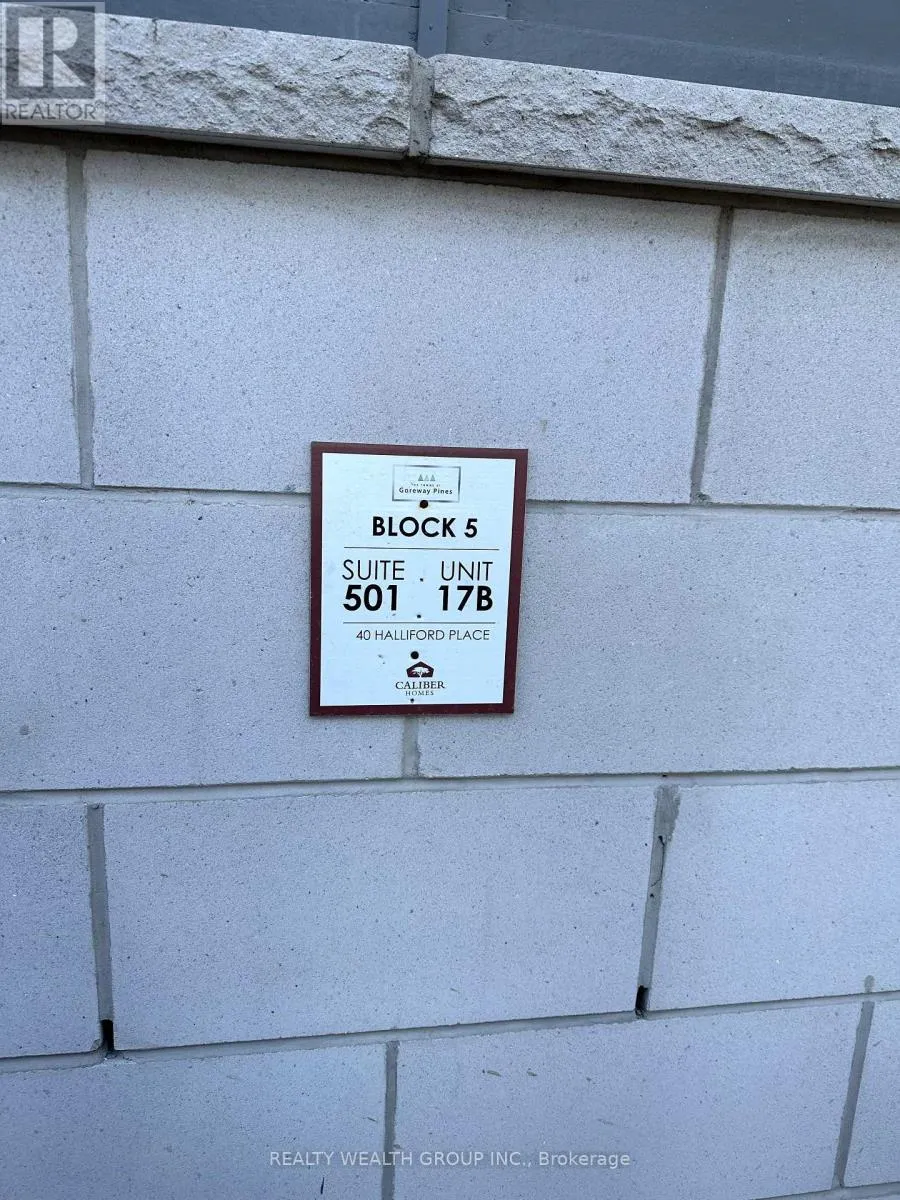 REALTOR
THE TOWNS AT
Goreway Pines
BLOCK 5
SUITE UNIT
501 17B
40 HALLIFORD PLACE
CALIBER
HOMES
REALTY WEALTH GROUP INC., Brokerage